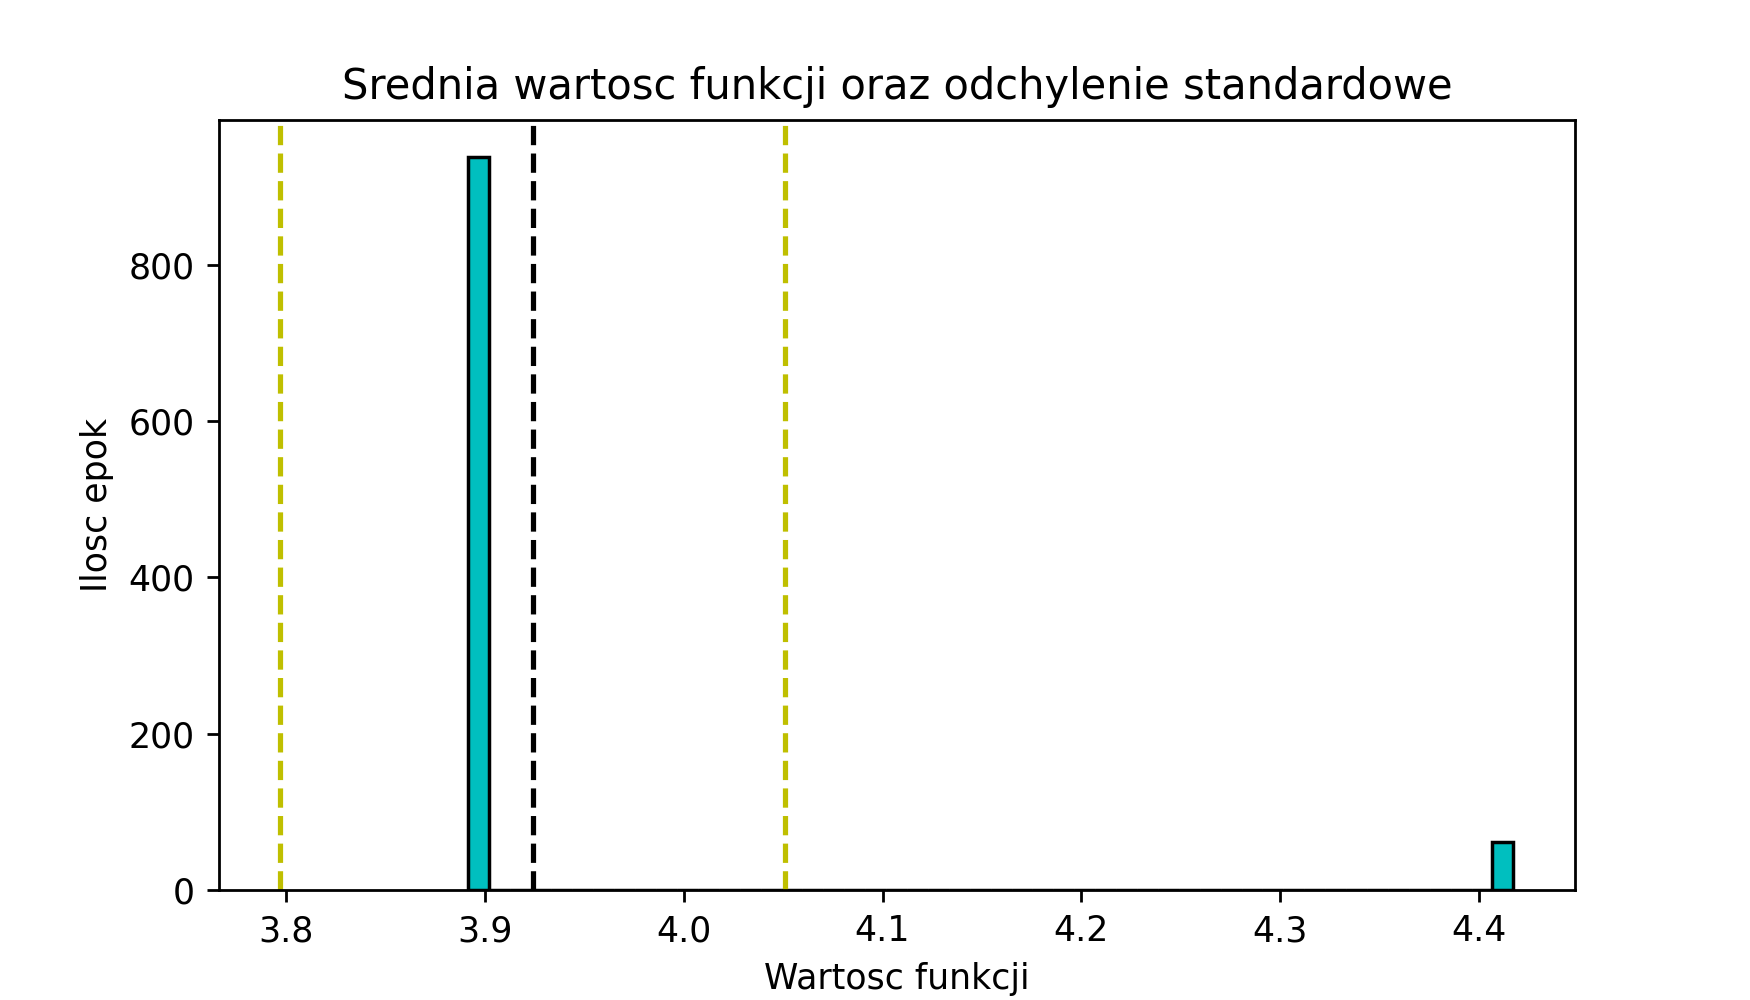 Srednia wartosc funkcji oraz odchylenie standardowe
800
600
400
200
0
Ilosc epok
3.8 3.9 4.0 4.1 4.2 4.3 4.4
Wartosc funkcji